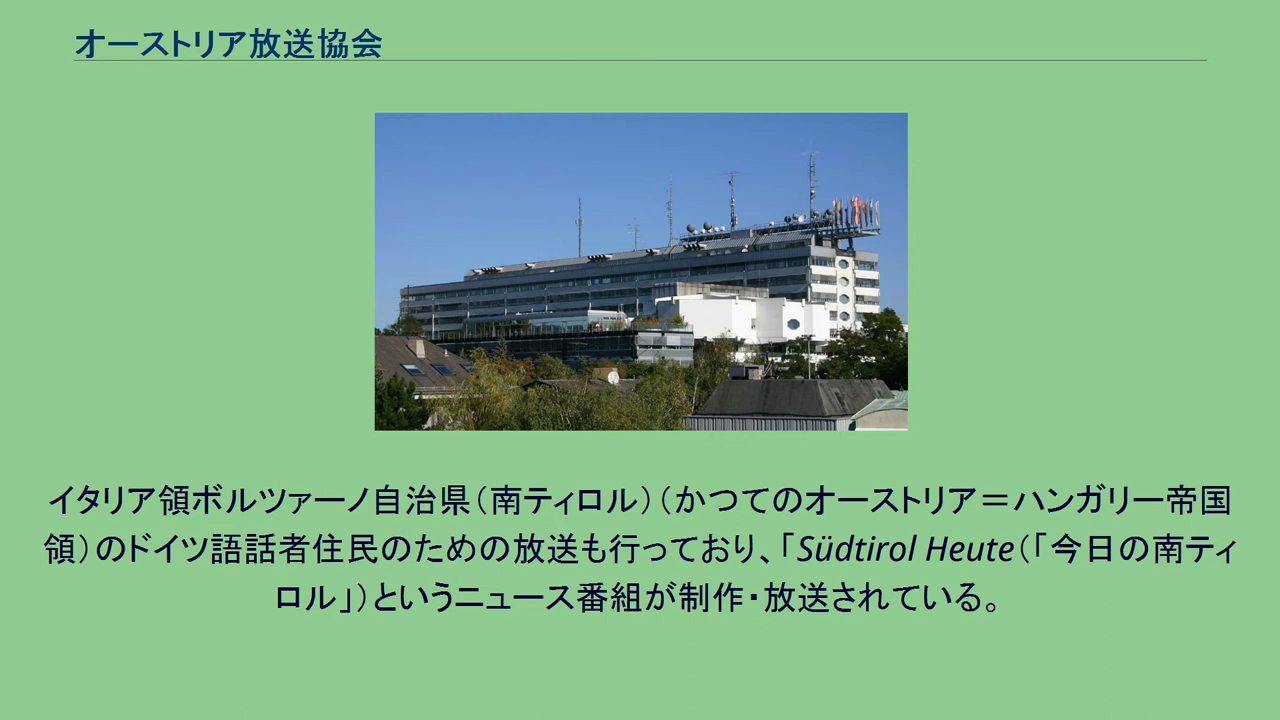 オーストリア放送協会
イタリア領ボルツァーノ自治県（南ティロル）（かつてのオーストリア＝ハンガリー帝国
領）のドイツ語話者住民のための放送も行っており、「Südtirol Heute（「今日の南ティ
ロル」）というニュース番組が制作・放送されている。